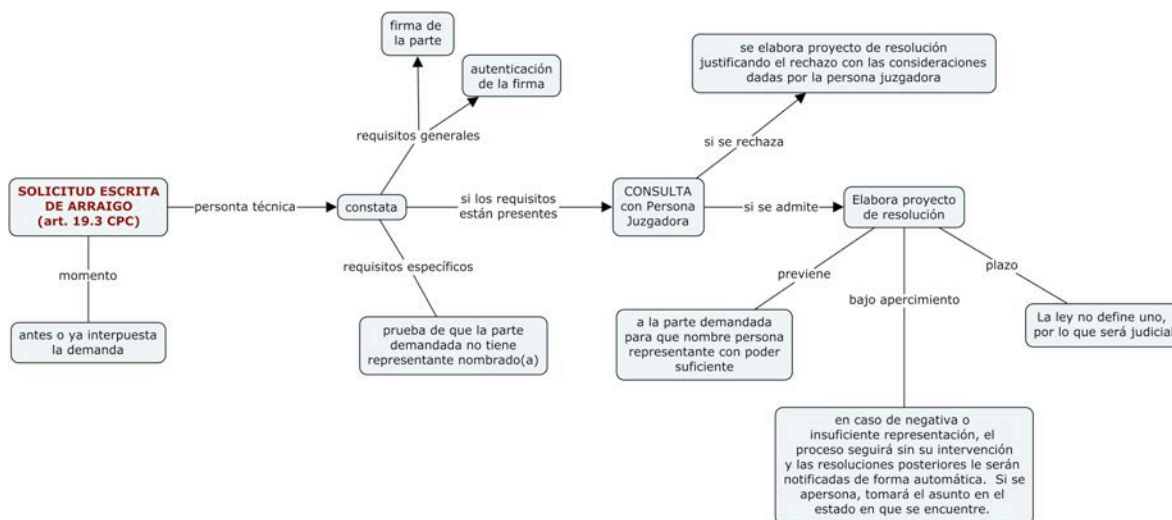 firma de
la parte
autenticación
de la firma
requisitos generales
se elabora proyecto de resolución
justificando el rechazo con las consideraciones
dadas por la persona juzgadora
si se rechaza
SOLICITUD ESCRITA
DE ARRAIGO
(art. 19.3 CPC)
personta técnica
constata
si los requisitos
están presentes
CONSULTA
con Persona
Juzgadora
si se admite
Elabora proyecto
de resolución
momento
antes o ya interpuesta
la demanda
requisitos específicos
prueba de que la parte
demandada no tiene
representante nombrado(a)
previene
a la parte demandada
para que nombre persona
representante con poder
suficiente
bajo apercimiento
en caso de negativa o
insuficiente representación, el
proceso seguirá sin su intervención
y las resoluciones posteriores le serán
notificadas de forma automática. Si se
apersona, tomará el asunto en el
estado en que se encuentre.
plazo
La ley no define uno,
por lo que será judicial